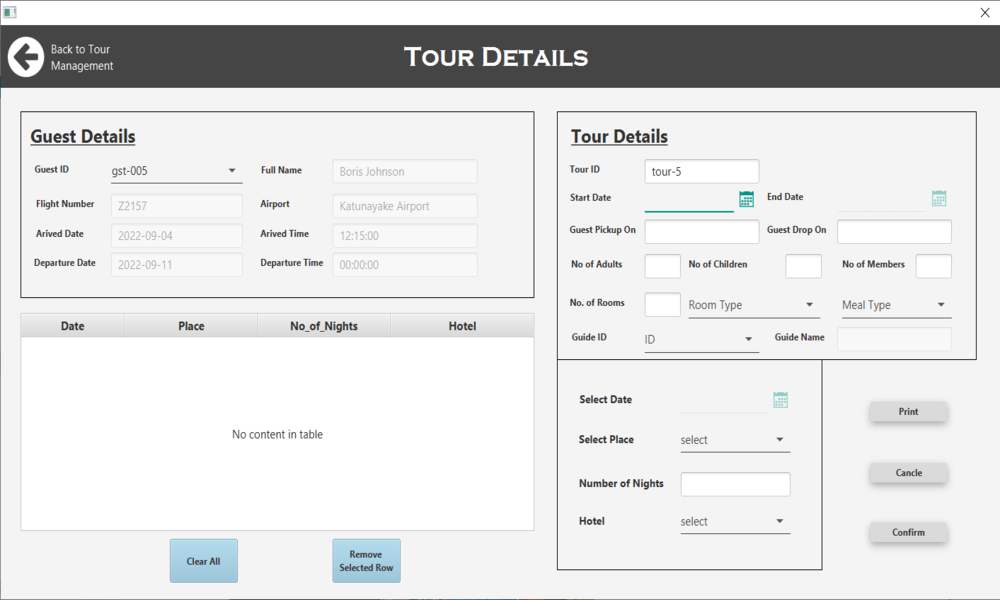 Back to Tour
Management
Tour Details
Guest Details
Guest ID gst-005 Full Name Boris Johnson
Flight Number Z2157 Airport Katunayake Airport
Arived Date 2022-09-04 Arived Time 12:15:00
Departure Date 2022-09-11 Departure Time 00:00:00
Date Place No_of_Nights Hotel
No content in table
Clear All
Remove
Selected Row
Tour Details
Tour ID tour-5
Start Date End Date
Guest Pickup On Guest Drop On
No of Adults No of Children No of Members
No. of Rooms Room Type Meal Type
Guide ID ID Guide Name
Select Date
Select Place select
Number of Nights
Hotel select
Print
Cancle
Confirm